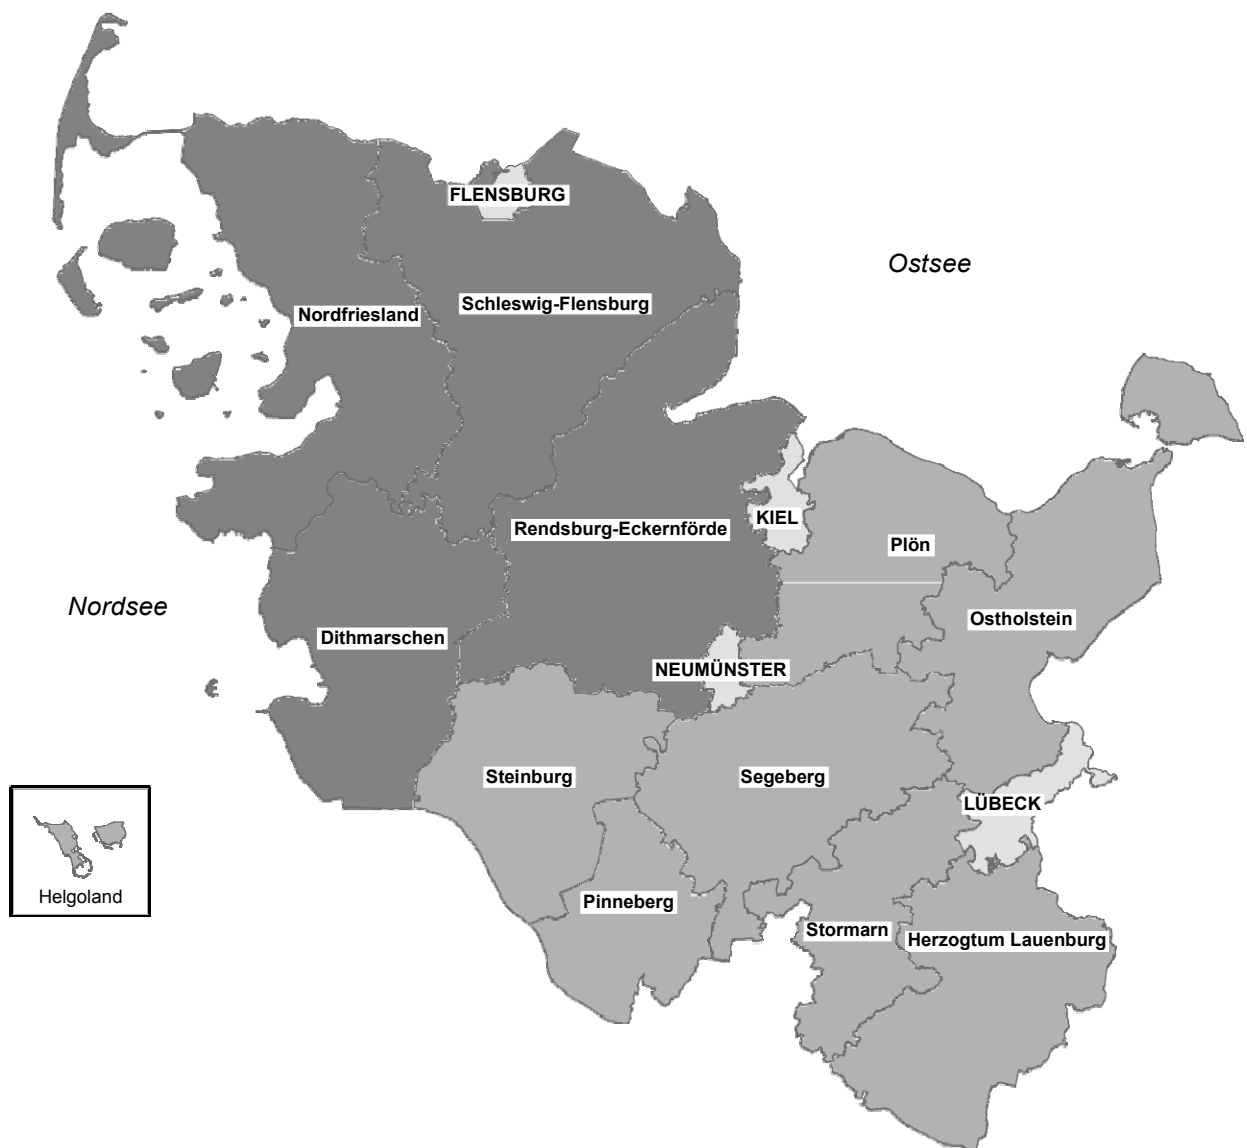 FLENSBURG
Ostsee
Schleswig-Flensburg
Nordfriesland
KIEL
Rendsburg-Eckernförde
Plön
Nordsee
Ostholstein
Dithmarschen
NEUMÜNSTER
Steinburg
Segeberg
LÜBECK
Helgoland
Pinneberg
Stormarn
Herzogtum Lauenburg